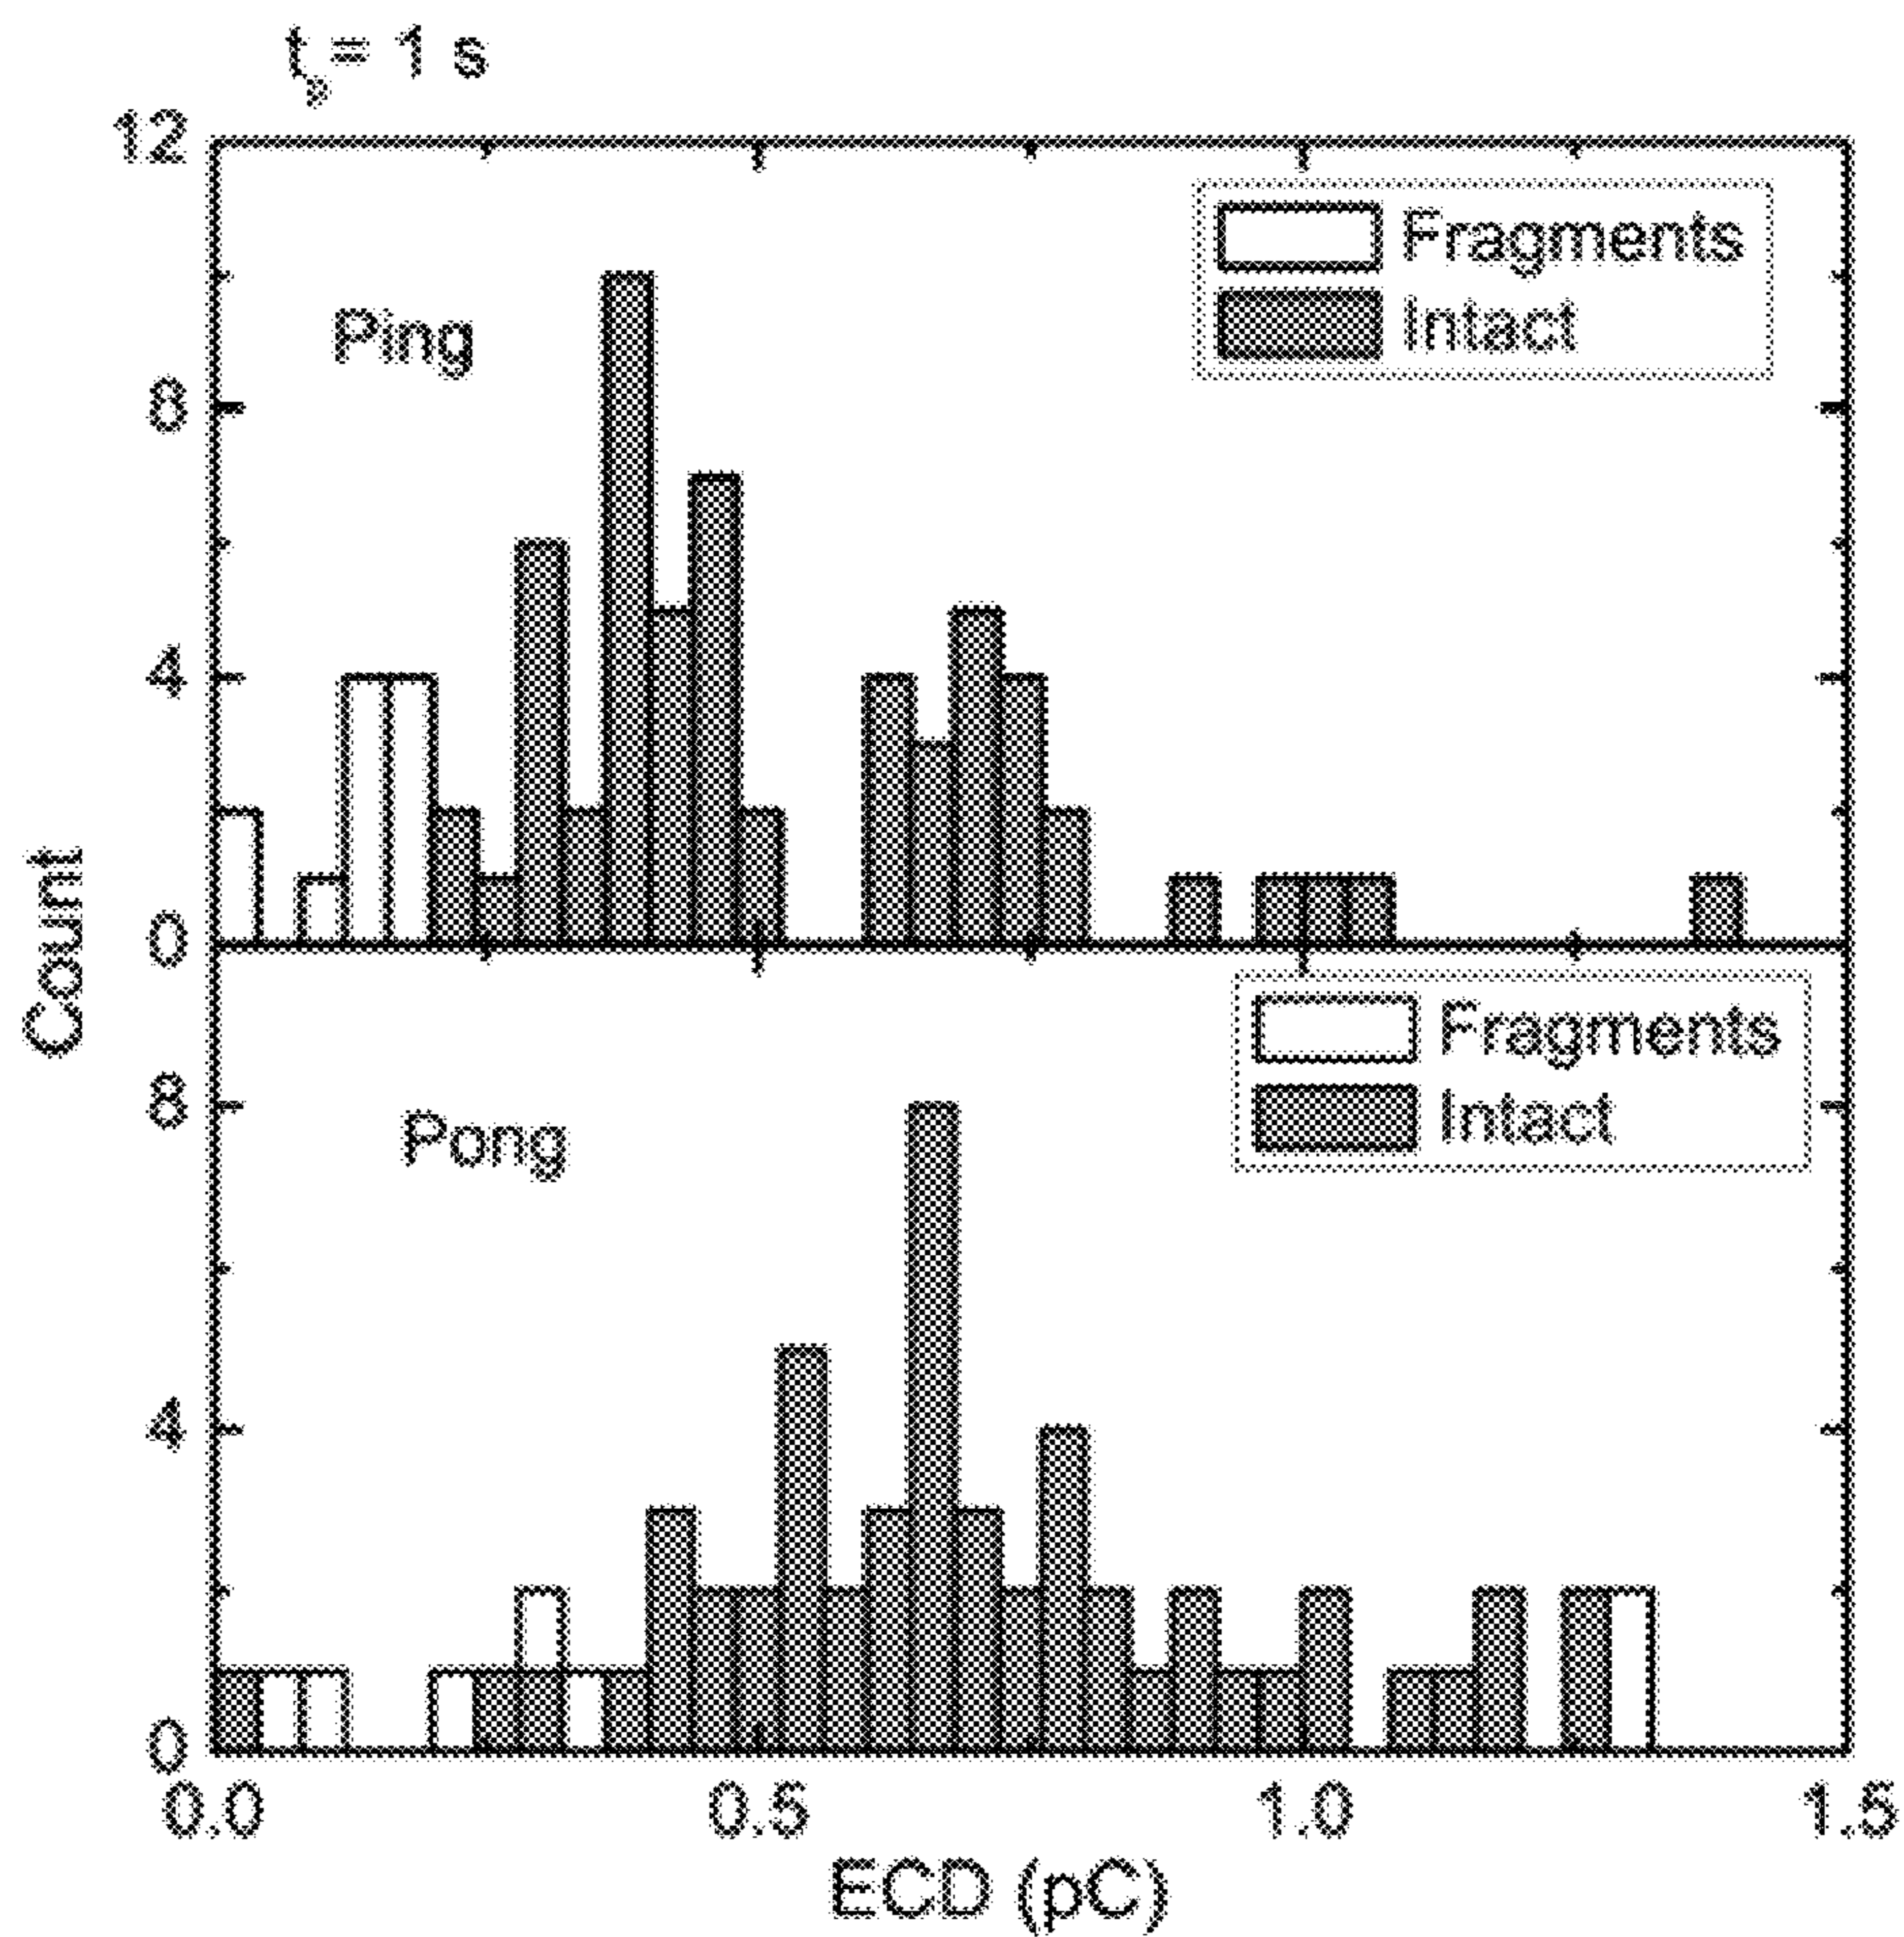 t, = 1 s
12
Fragments
Intact
Ping
8
4
0
Count
Fragments
Intact
8
Pong
4
0
0.0 0.5 1.0 1.5
ECD (pC)